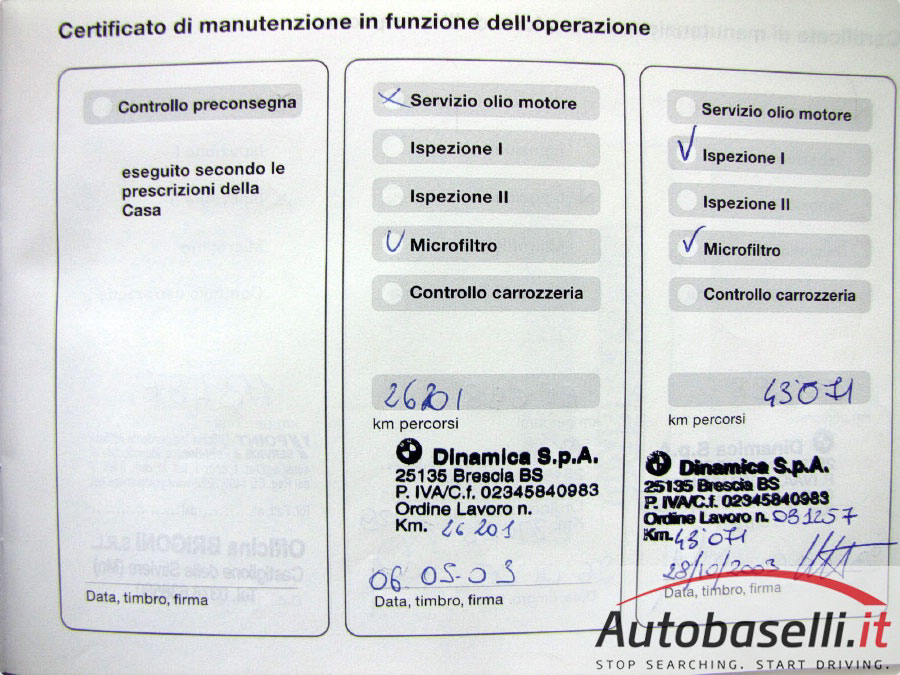 Certificato di manutenzione in funzione dell'operazione
Controllo preconsegna
eseguito secondo le
prescrizioni della
Casa
Data, timbro, firma
Servizio olio motore
Ispezione I
Ispezione II
Microfiltro
Controllo carrozzeria
26201
km percorsi
Dinamica S.p.A.
25135 Brescia BS
P. IVA/C.f. 02345840983
Ordine Lavoro n.
Km. 26 201
06 05-03
Data, timbro, firma
Servizio olio motore
Ispezione I
Ispezione II
Microfiltro
Controllo carrozzeria
43071
km percorsi
Dinamica S.p.A.
25135 Brescia BS
P. IVA/C.f. 02345840983
Ordine Lavoro n. 031257
Km. 43071
28/10/2003
Data, timbro, firma
Autobaselli.it
STOP SEARCHING. START DRIVING.